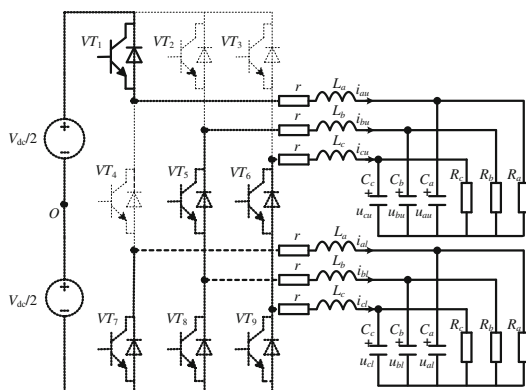 VT1 VT2 VT3
r La iau
r Lb ibu
Vdc/2 r Lc icu
VT4 VT5 VT6 Cc Cb Ca Rc Rb Ra
O ucu ubu uau
r La ial
r Lb ibl
Vdc/2 r Lc icl
VT7 VT8 VT9 Cc Cb Ca Rc Rb Ra
ucl ubl ual